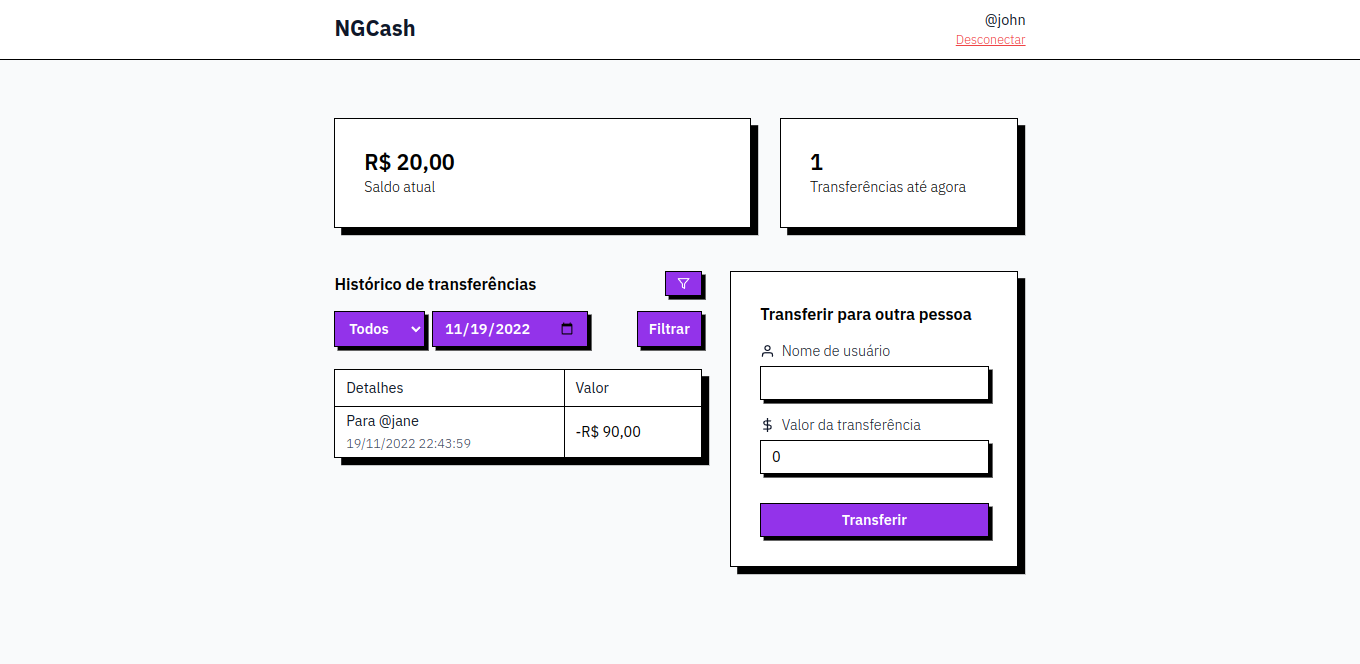 NGCash
@john
Desconectar
R$ 20,00
Saldo atual
1
Transferências até agora
Histórico de transferências
Todos
11/19/2022
Filtrar
Detalhes
Valor
Para @jane
19/11/2022 22:43:59
-R$ 90,00
Transferir para outra pessoa
Nome de usuário
Valor da transferência
0
Transferir